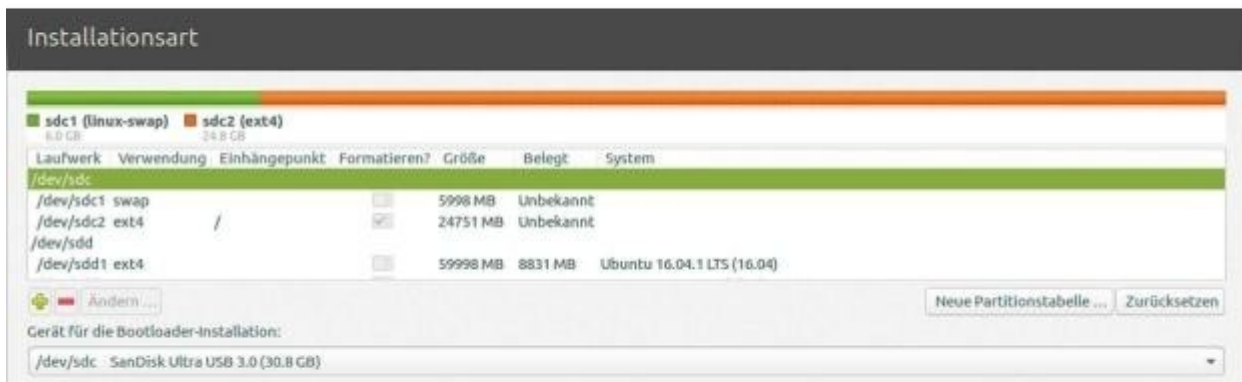 Installationsart
sdc1 (linux-swap) sdc2 (ext4)
6.0 GB 24.8 GB
Laufwerk Verwendung Einhängepunkt Formatieren? Größe Belegt System
/dev/sdc
/dev/sdc1 swap 5998 MB Unbekannt
/dev/sdc2 ext4 / 24751 MB Unbekannt
/dev/sdd
/dev/sdd1 ext4 59998 MB 8831 MB Ubuntu 16.04.1 LTS (16.04)
Ändern ... Neue Partitionstabelle ... Zurücksetzen
Gerät für die Bootloader-Installation:
/dev/sdc SanDisk Ultra USB 3.0 (30.8 GB)